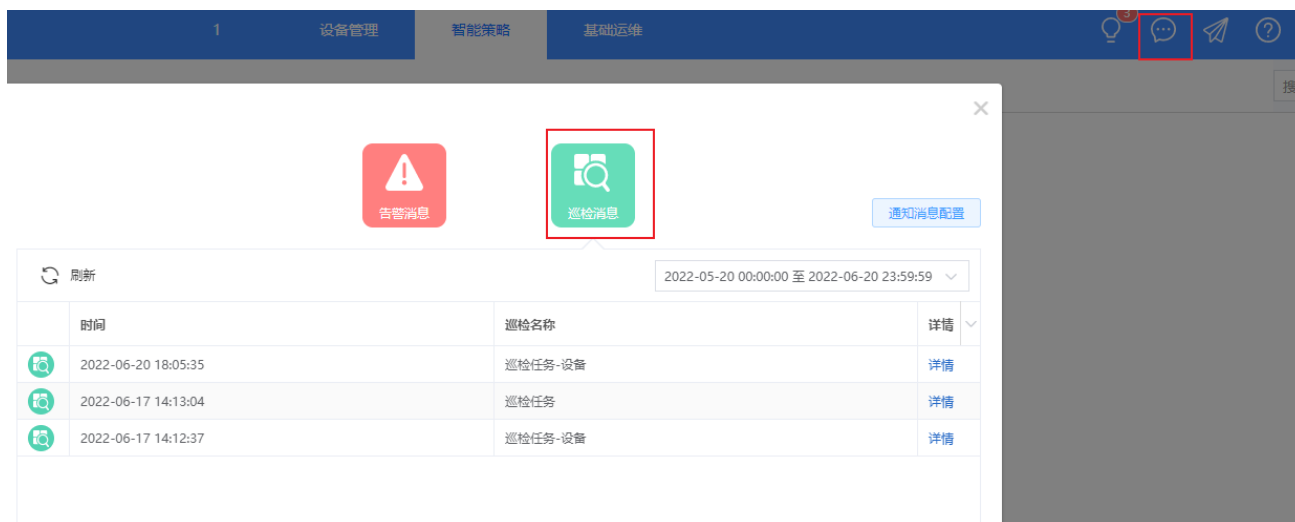 1 设备管理 智能策略 基础运维 3
搜
告警消息 巡检消息
通知消息配置
刷新 2022-05-20 00:00:00 至 2022-06-20 23:59:59
时间 巡检名称 详情
2022-06-20 18:05:35 巡检任务-设备 详情
2022-06-17 14:13:04 巡检任务 详情
2022-06-17 14:12:37 巡检任务-设备 详情